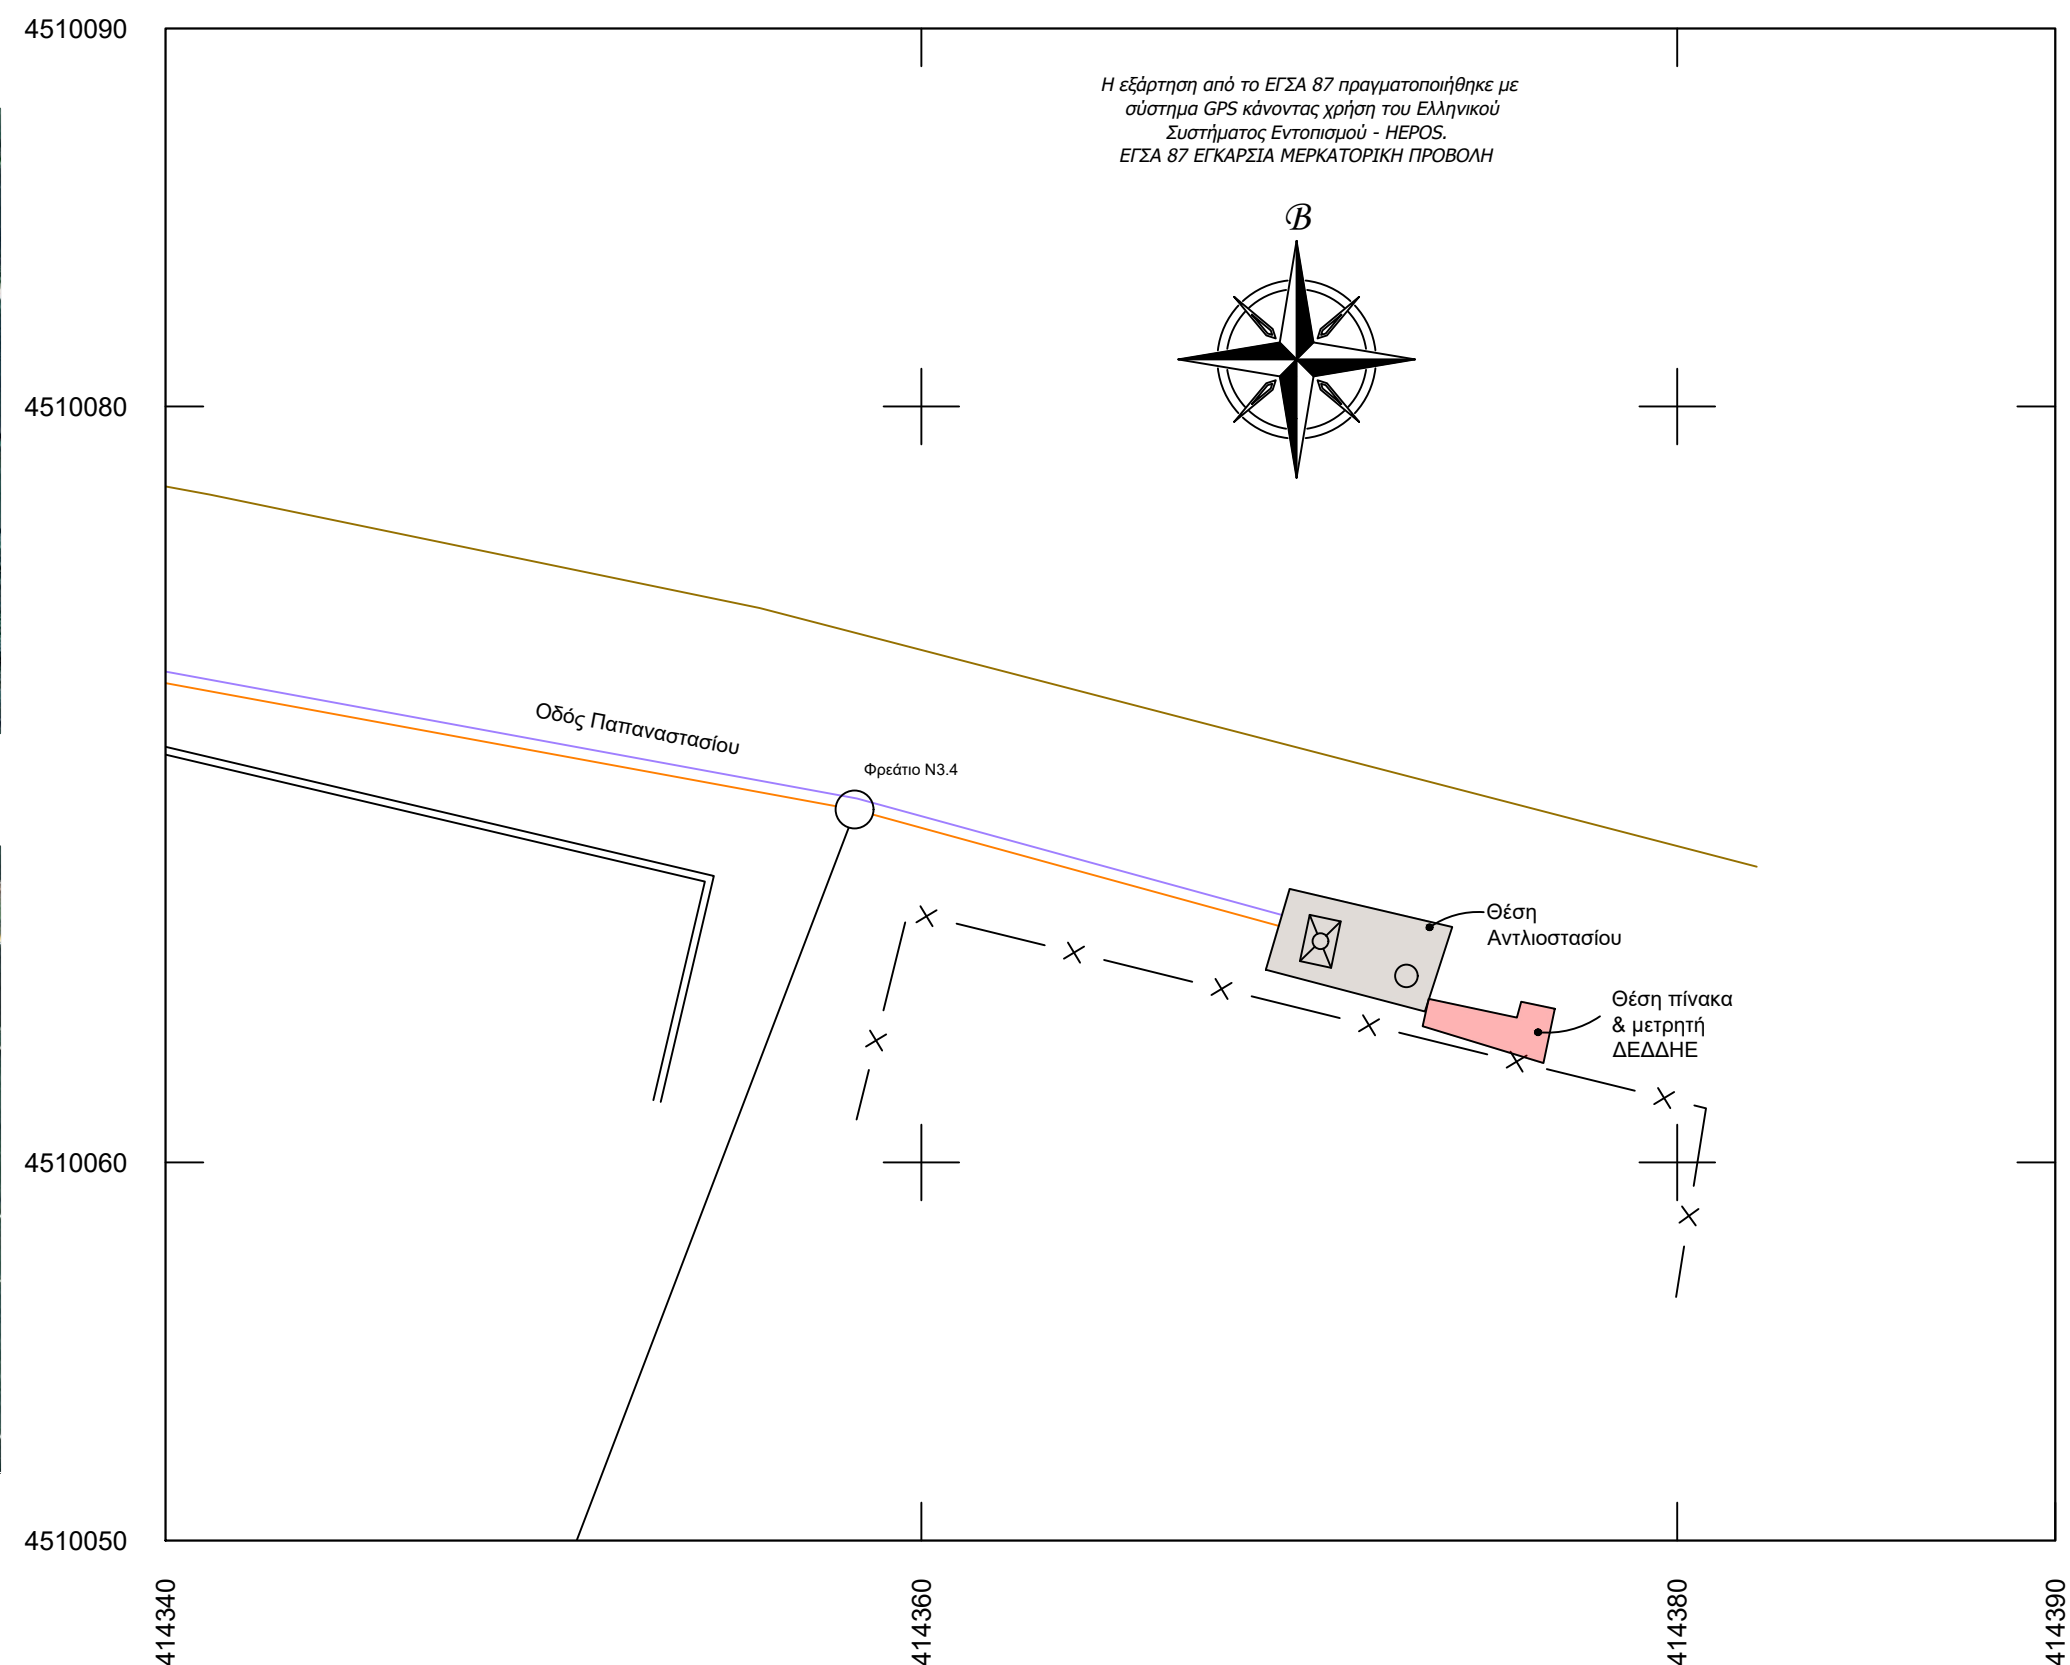 4510090
Η εξάρτηση από το ΕΓΣΑ 87 πραγματοποιήθηκε με
σύστημα GPS κάνοντας χρήση του Ελληνικού
Συστήματος Εντοπισμού - HEPOS.
ΕΓΣΑ 87 ΕΓΚΑΡΣΙΑ ΜΕΡΚΑΤΟΡΙΚΗ ΠΡΟΒΟΛΗ
Β
4510080
Οδός Παπαναστασίου
Φρεάτιο Ν3.4
Θέση
Αντλιοστασίου
Θέση πίνακα
& μετρητή
ΔΕΔΔΗΕ
4510060
4510050
414340
414360
414380
414390